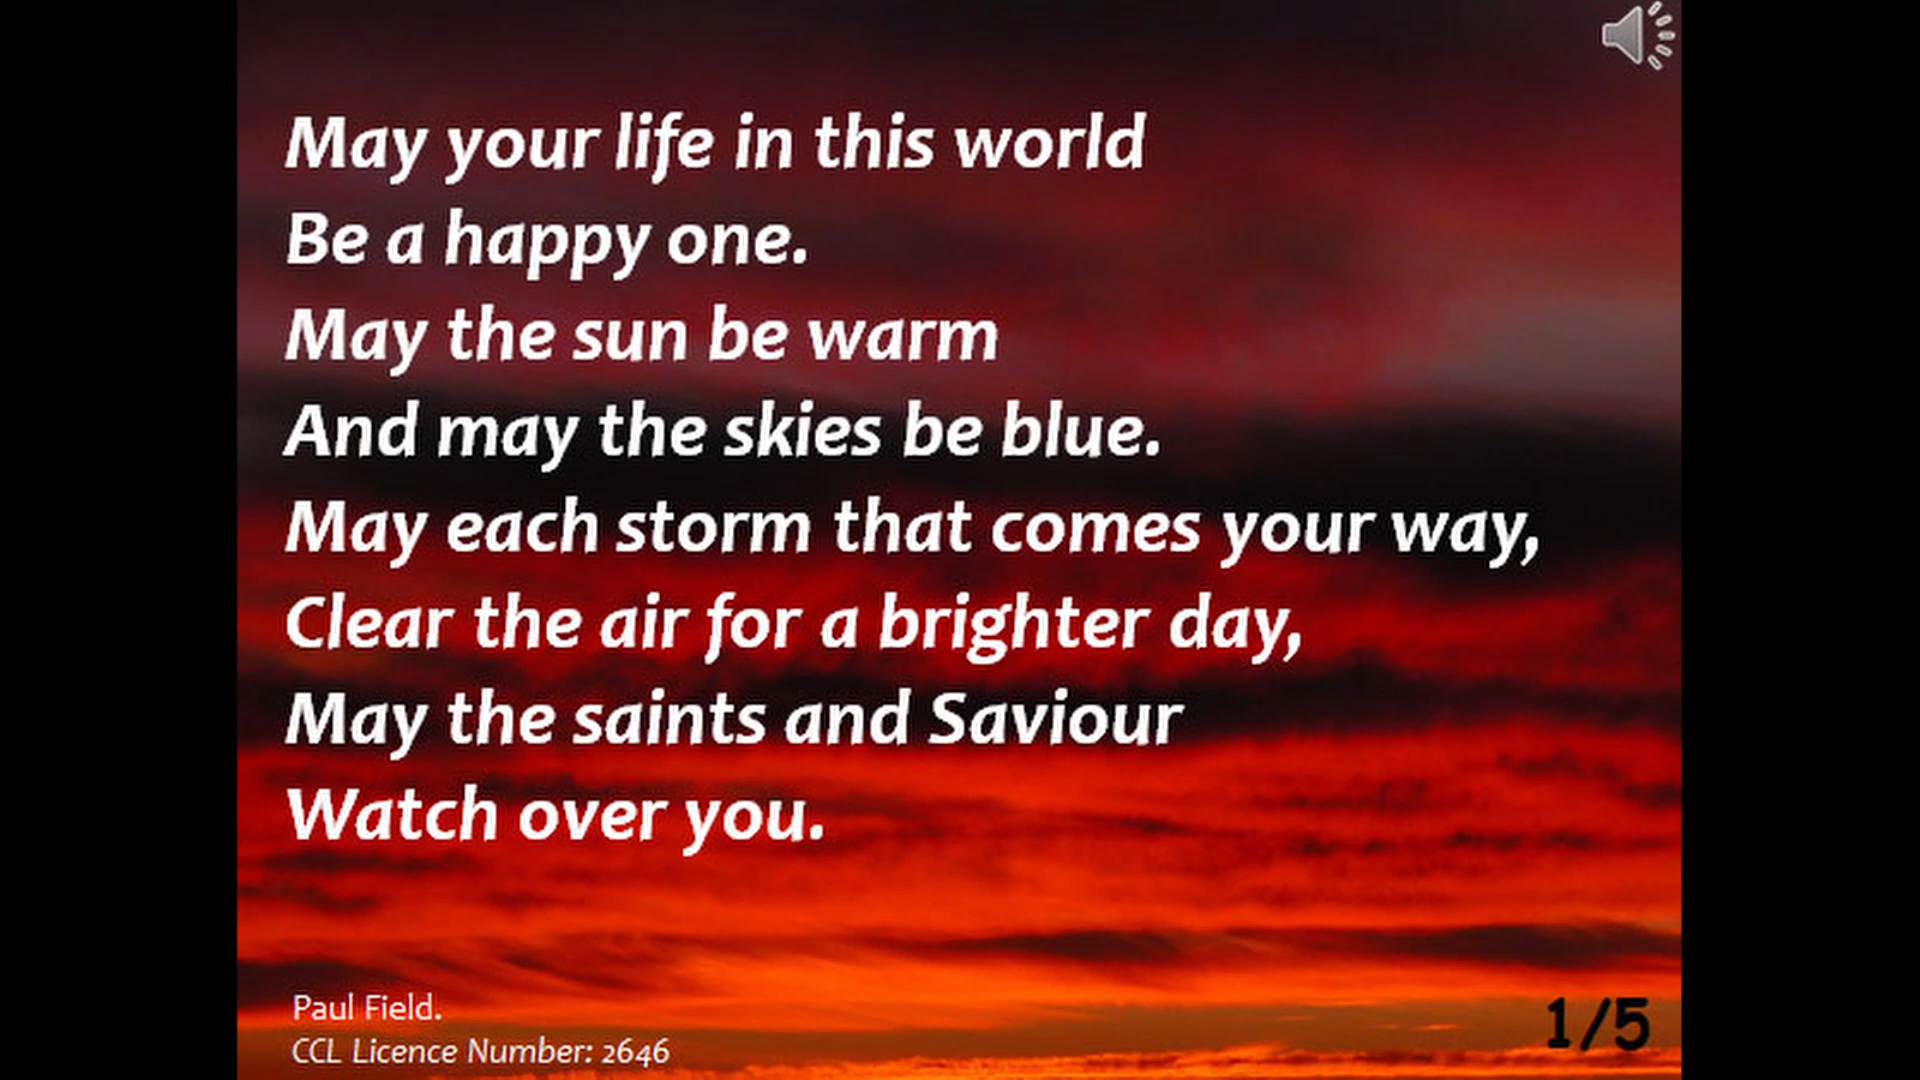 May your life in this world
Be a happy one.
May the sun be warm
And may the skies be blue.
May each storm that comes your way,
Clear the air for a brighter day,
May the saints and Saviour
Watch over you.
Paul Field.
CCL Licence Number: 2646
1/5